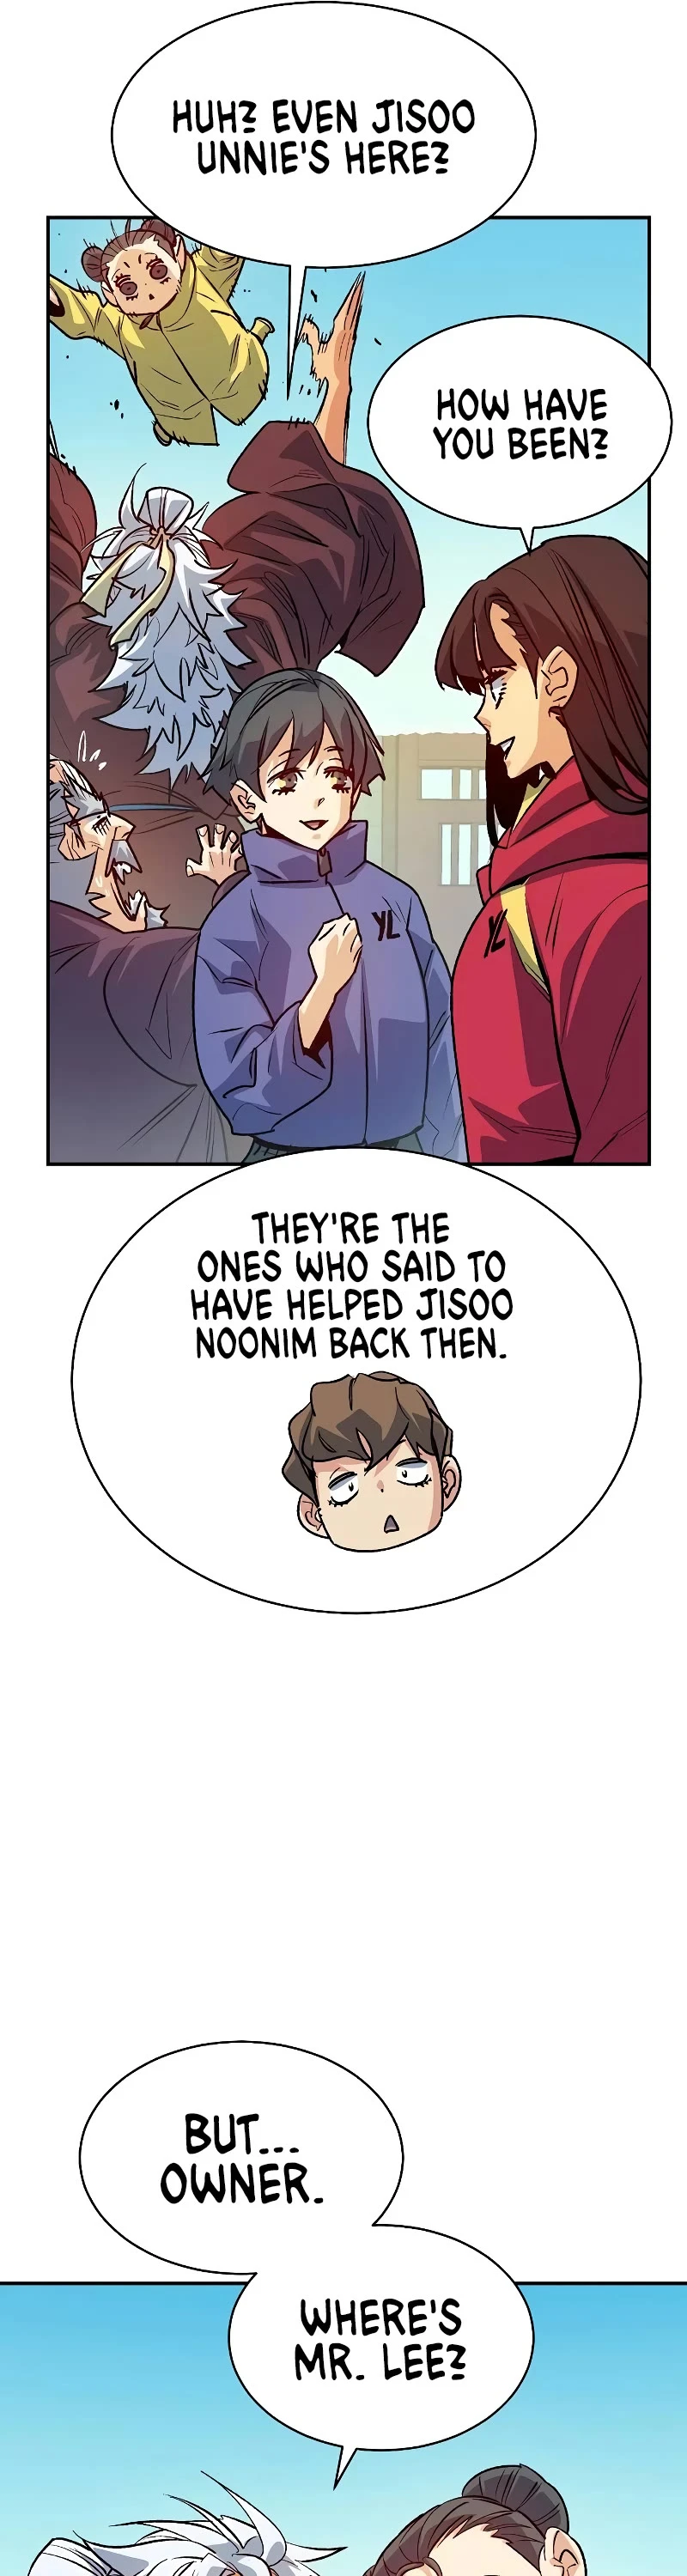 HUH? EVEN JISOO
UNNIE'S HERE?
HOW HAVE
YOU BEEN?
YL
YL
THEY'RE THE
ONES WHO SAID TO
HAVE HELPED JISOO
NOONIM BACK THEN.
BUT...
OWNER.
WHERE'S
MR. LEE?